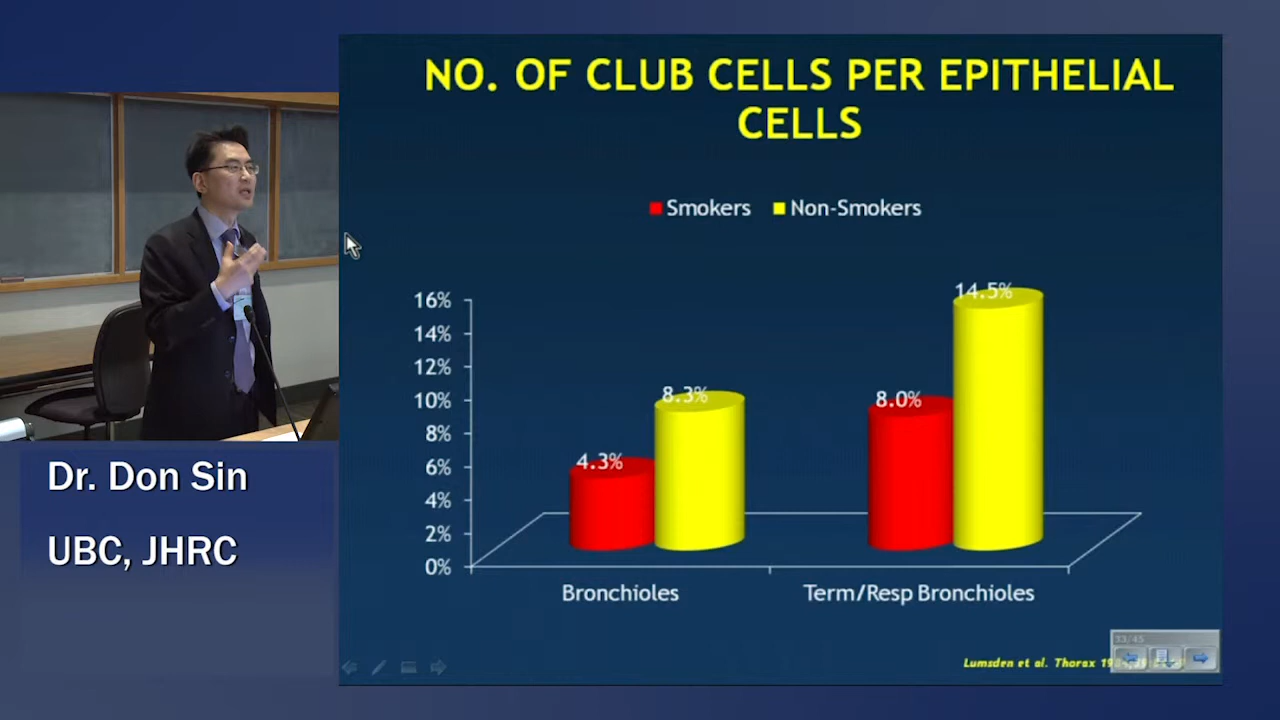 NO. OF CLUB CELLS PER EPITHELIAL
CELLS
Smokers Non-Smokers
16%
14%
12%
10%
8%
6%
4%
2%
0%
4.3%
8.3%
8.0%
14.5%
Bronchioles Term/Resp Bronchioles
Lumsden et al. Thorax
33/45
Dr. Don Sin
UBC, JHRC